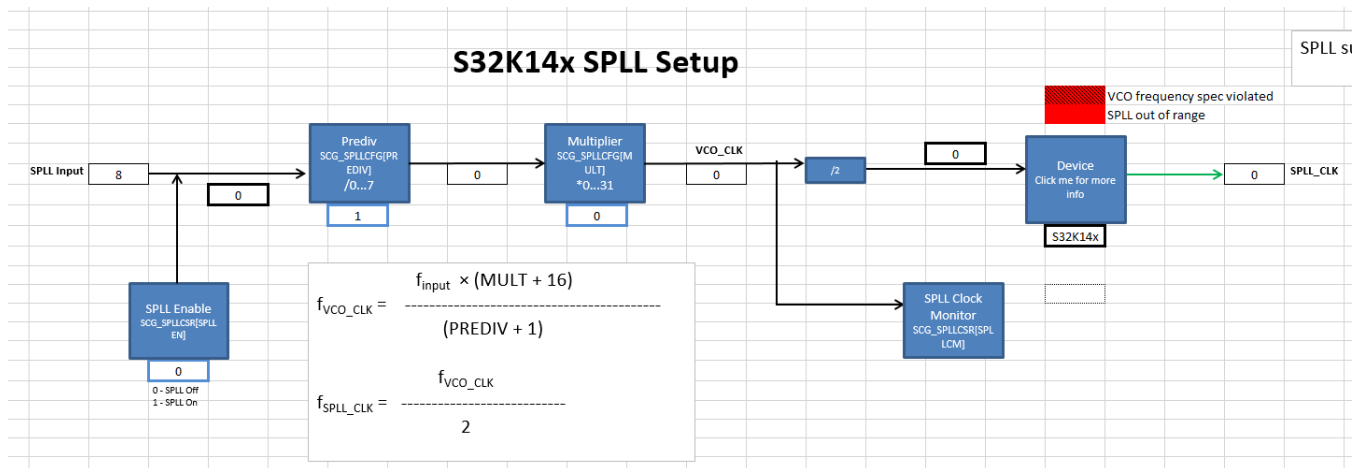 S32K14x SPLL Setup
SPLL su
VCO frequency spec violated
SPLL out of range
SPLL Input
8
0
Prediv
SCG_SPLLCFG[PR
EDIV]
/0...7
1
0
Multiplier
SCG_SPLLCFG[M
ULT]
*0...31
0
VCO_CLK
0
/2
0
Device
Click me for more
info
S32K14x
0
SPLL_CLK
SPLL Enable
SCG_SPLLCSR[SPLL
EN]
0
0 - SPLL Off
1 - SPLL On
f_VCO_CLK =
f_input × (MULT + 16)
------------------------------------------
(PREDIV + 1)
f_SPLL_CLK =
f_VCO_CLK
---------------------------
2
SPLL Clock
Monitor
SCG_SPLLCSR[SPL
LCM]